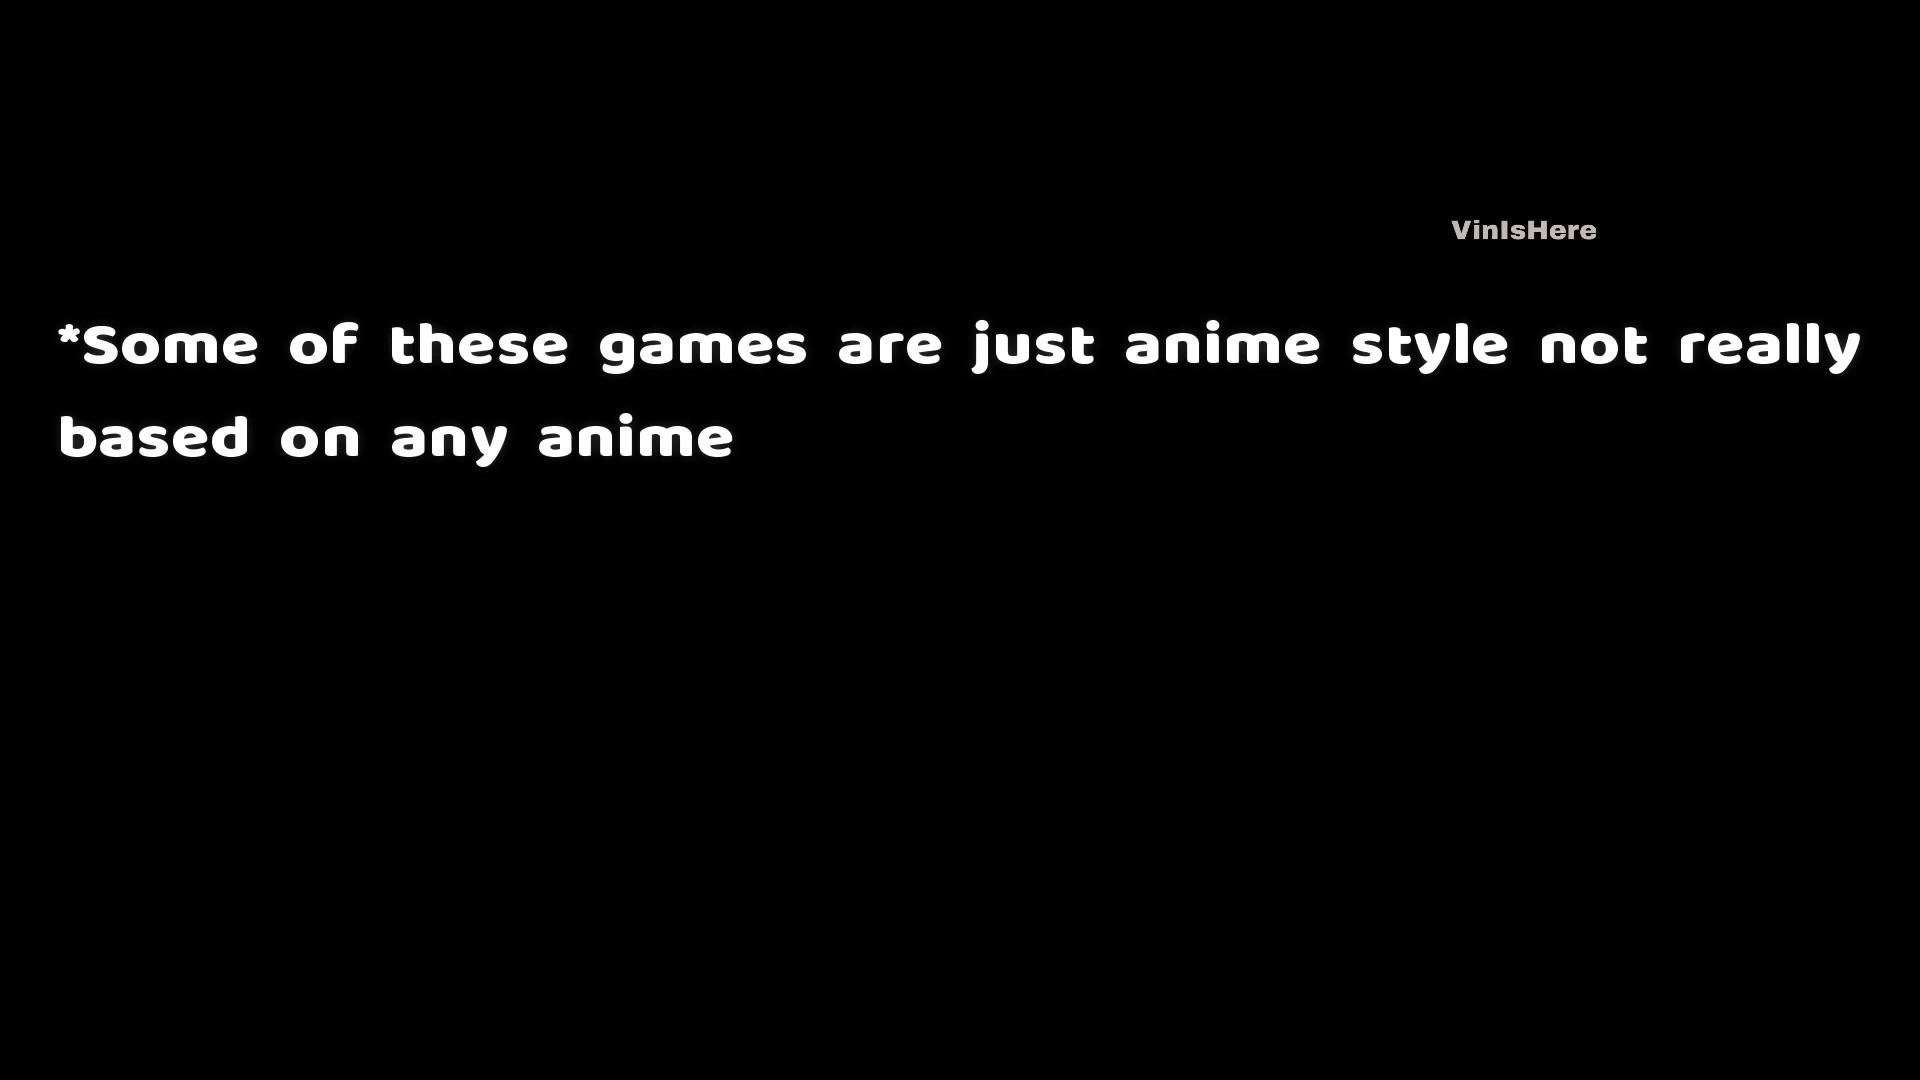 VinIsHere
*Some of these games are just anime style not really
based on any anime